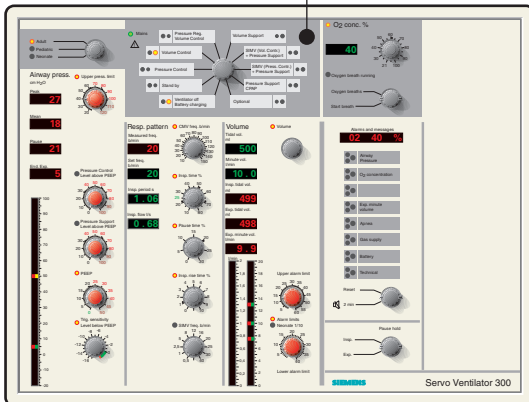 Adult
Pediatric
Neonate
Airway press.
cm H₂O
Upper press. limit
Peak
27
Mean
18
Pause
21
End Exp.
5
Pressure Control
Level above PEEP
Pressure Support
Level above PEEP
PEEP
Trig. sensitivity
Level below PEEP
Mains
Pressure Reg.
Volume Control
Volume Support
Volume Control
SIMV (Vol. Contr.)
+ Pressure Support
Pressure Control
SIMV (Press. Contr.)
+ Pressure Support
Stand by
Pressure Support
CPAP
Ventilator off
Battery charging
Optional
O₂ conc. %
40
Oxygen breath running
Oxygen breaths
Start breath
Resp. pattern
CMV freq. b/min
Measured freq.
b/min
20
Set freq.
b/min
20
Insp. period s
1.06
Insp. time %
Insp. flow l/s
0.68
Pause time %
Insp. rise time %
SIMV freq. b/min
Volume
Volume
Tidal vol.
ml
500
Minute vol.
l/min
10.0
Insp. tidal vol.
ml
499
Exp. tidal vol.
ml
498
Exp. minute vol.
l/min
9.9
Upper alarm limit
Alarm limits
Neonate 1/10
Lower alarm limit
Alarms and messages
02 40 %
Airway
Pressure
O₂ concentration
Exp. minute
volume
Apnea
Gas supply
Battery
Technical
Reset
2 min
Pause hold
Insp.
Exp.
SIEMENS
Servo Ventilator 300